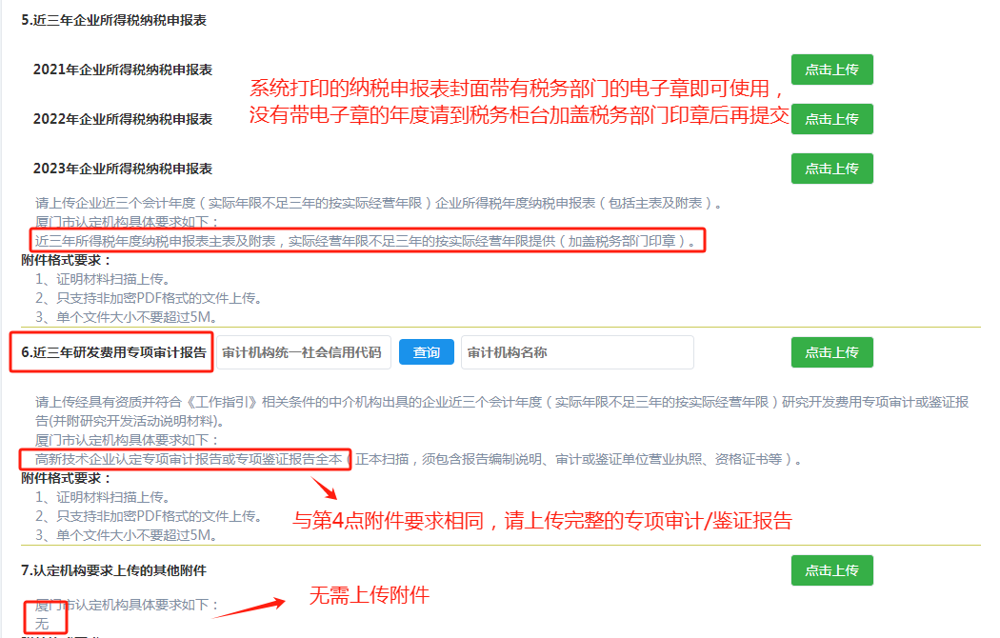 5.近三年企业所得税纳税申报表
2021年企业所得税纳税申报表
点击上传
系统打印的纳税申报表封面带有税务部门的电子章即可使用，
没有带电子章的年度请到税务柜台加盖税务部门印章后再提交
2022年企业所得税纳税申报表
点击上传
2023年企业所得税纳税申报表
点击上传
请上传企业近三个会计年度（实际年限不足三年的按实际经营年限）企业所得税年度纳税申报表（包括主表及附表）。
厦门市认定机构具体要求如下：
近三年所得税年度纳税申报表主表及附表，实际经营年限不足三年的按实际经营年限提供（加盖税务部门印章）。
附件格式要求：
1、证明材料扫描上传。
2、只支持非加密PDF格式的文件上传。
3、单个文件大小不要超过5M。
6.近三年研发费用专项审计报告
审计机构统一社会信用代码
查询
审计机构名称
点击上传
请上传经具有资质并符合《工作指引》相关条件的中介机构出具的企业近三个会计年度（实际年限不足三年的按实际经营年限）研究开发费用专项审计或鉴证报
告(并附研究开发活动说明材料)。
厦门市认定机构具体要求如下：
高新技术企业认定专项审计报告或专项鉴证报告全本（正本扫描，须包含报告编制说明、审计或鉴证单位营业执照、资格证书等）。
附件格式要求：
1、证明材料扫描上传。
2、只支持非加密PDF格式的文件上传。
3、单个文件大小不要超过5M。
与第4点附件要求相同，请上传完整的专项审计/鉴证报告
7.认定机构要求上传的其他附件
点击上传
厦门市认定机构具体要求如下：
无
无需上传附件